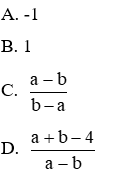 A. -1
B. 1
C. (a - b)/(b - a)
D. (a + b - 4)/(a - b)